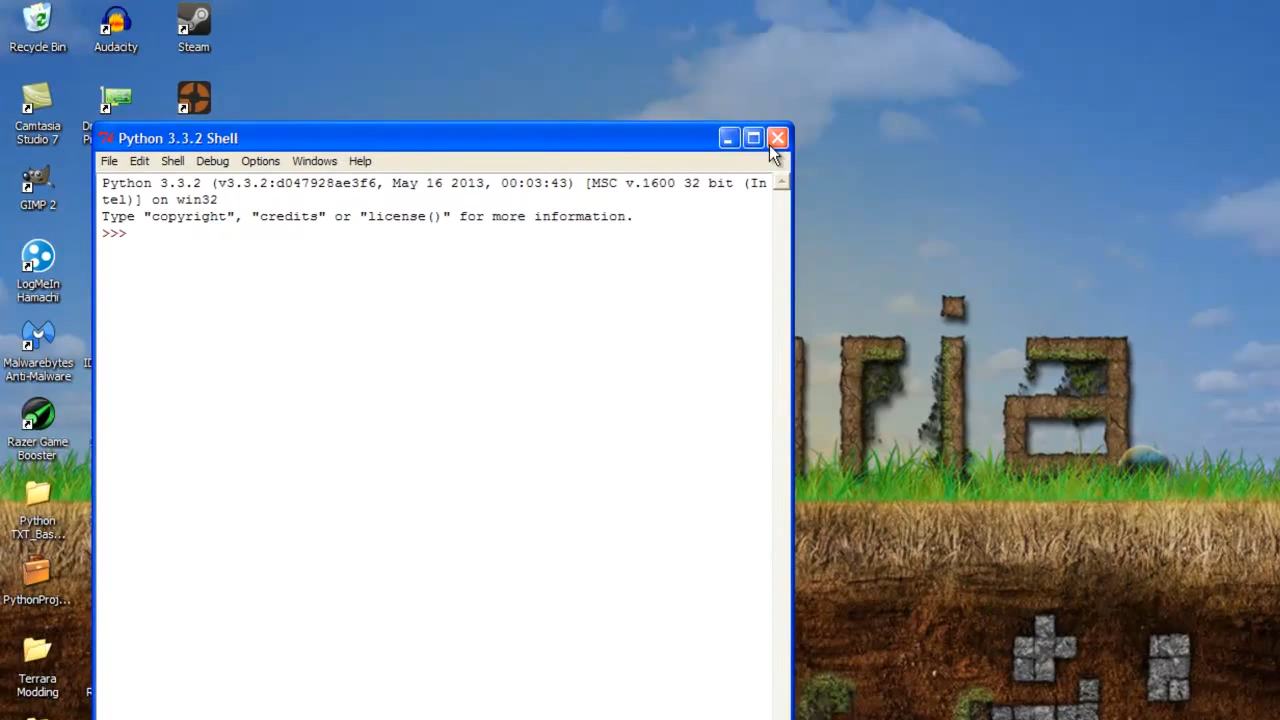 Recycle Bin
Audacity
Steam
Camtasia
Studio 7
GIMP 2
LogMeIn
Hamachi
Malwarebytes
Anti-Malware
Razer Game
Booster
Python
TXT_Bas...
PythonProj...
Terrara
Modding
Python 3.3.2 Shell
File Edit Shell Debug Options Windows Help
Python 3.3.2 (v3.3.2:d047928ae3f6, May 16 2013, 00:03:43) [MSC v.1600 32 bit (In
tel)] on win32
Type "copyright", "credits" or "license()" for more information.
>>>
ria